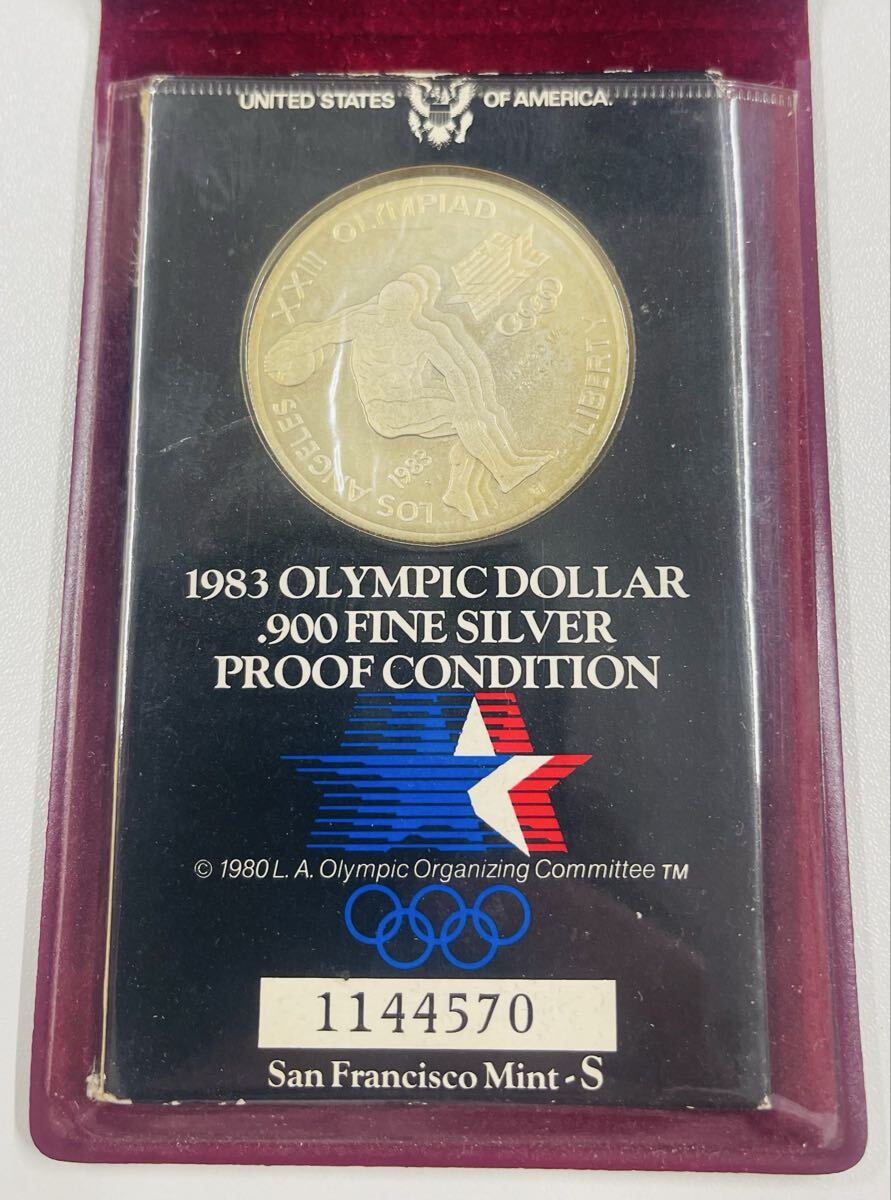 UNITED STATES OF AMERICA.
XXIII OLYMPIAD
LOS ANGELES
1983
LIBERTY
1983 OLYMPIC DOLLAR
.900 FINE SILVER
PROOF CONDITION
© 1980 L. A. Olympic Organizing Committee TM
1144570
San Francisco Mint - S